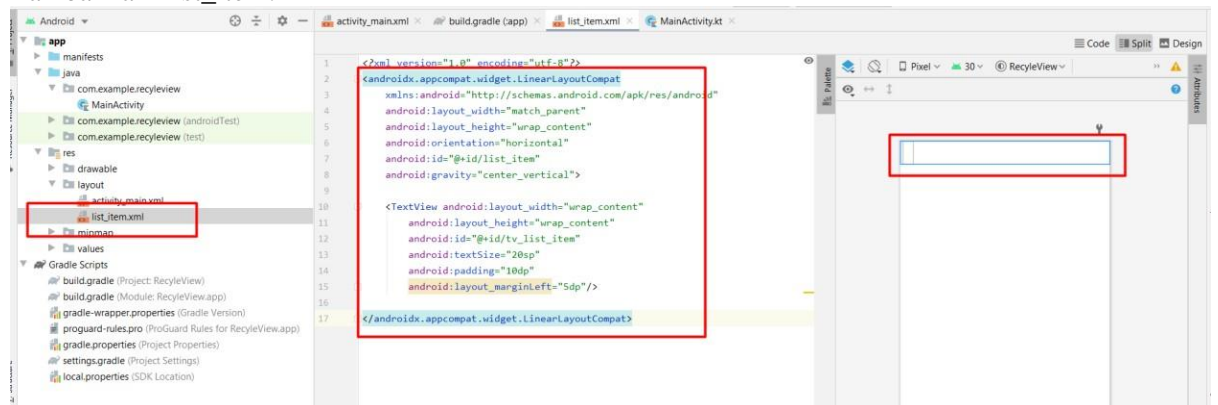 Android
app
manifests
java
com.example.recyleview
MainActivity
com.example.recyleview (androidTest)
com.example.recyleview (test)
res
drawable
layout
activity_main.xml
list_item.xml
mipmap
values
Gradle Scripts
build.gradle (Project: RecyleView)
build.gradle (Module: RecyleView.app)
gradle-wrapper.properties (Gradle Version)
proguard-rules.pro (ProGuard Rules for RecyleView.app)
gradle.properties (Project Properties)
settings.gradle (Project Settings)
local.properties (SDK Location)
activity_main.xml build.gradle (app) list_item.xml MainActivity.kt
Code Split Design
1 <?xml version="1.0" encoding="utf-8"?>
2 <androidx.appcompat.widget.LinearLayoutCompat
3 xmlns:android="http://schemas.android.com/apk/res/android"
4 android:layout_width="match_parent"
5 android:layout_height="wrap_content"
6 android:orientation="horizontal"
7 android:id="@+id/list_item"
8 android:gravity="center_vertical">
9
10 <TextView android:layout_width="wrap_content"
11 android:layout_height="wrap_content"
12 android:id="@+id/tv_list_item"
13 android:textSize="20sp"
14 android:padding="10dp"
15 android:layout_marginLeft="5dp"/>
16
17 </androidx.appcompat.widget.LinearLayoutCompat>
Palette
Pixel 30 RecyleView
Attributes